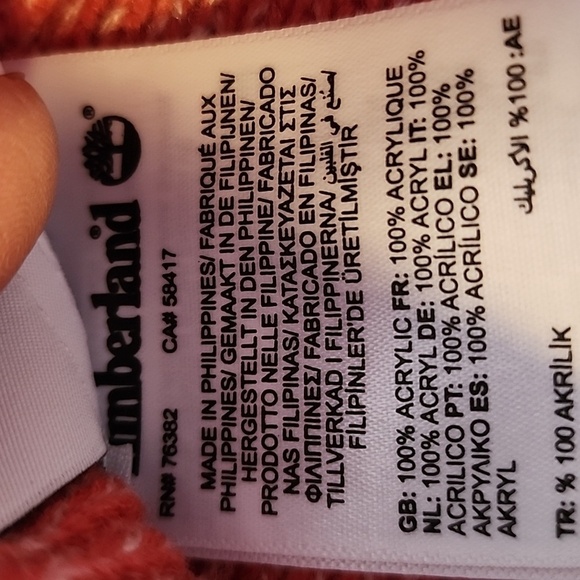 Timberland®
RN# 76382 CA# 58417
MADE IN PHILIPPINES/ FABRIQUÉ AUX
PHILIPPINES/ GEMAAKT IN DE FILIPIJNEN/
HERGESTELLT IN DEN PHILIPPINEN/
PRODOTTO NELLE FILIPPINE/ FABRICADO
NAS FILIPINAS/ ΚΑΤΑΣΚΕΥΑΖΕΤΑΙ ΣΤΙΣ
ΦΙΛΙΠΠΙΝΕΣ/ FABRICADO EN FILIPINAS/
TILLVERKAD I FILIPPINERNA/ صنع في الفلبين/
FİLİPİNLER'DE ÜRETİLMİŞTİR
GB: 100% ACRYLIC FR: 100% ACRYLIQUE
NL: 100% ACRYL DE: 100% ACRYL IT: 100%
ACRILICO PT: 100% ACRÍLICO EL: 100%
ΑΚΡΥΛΙΚΟ ES: 100% ACRÍLICO SE: 100%
AKRYL
AE: 100% الاكريليك
TR: % 100 AKRİLİK